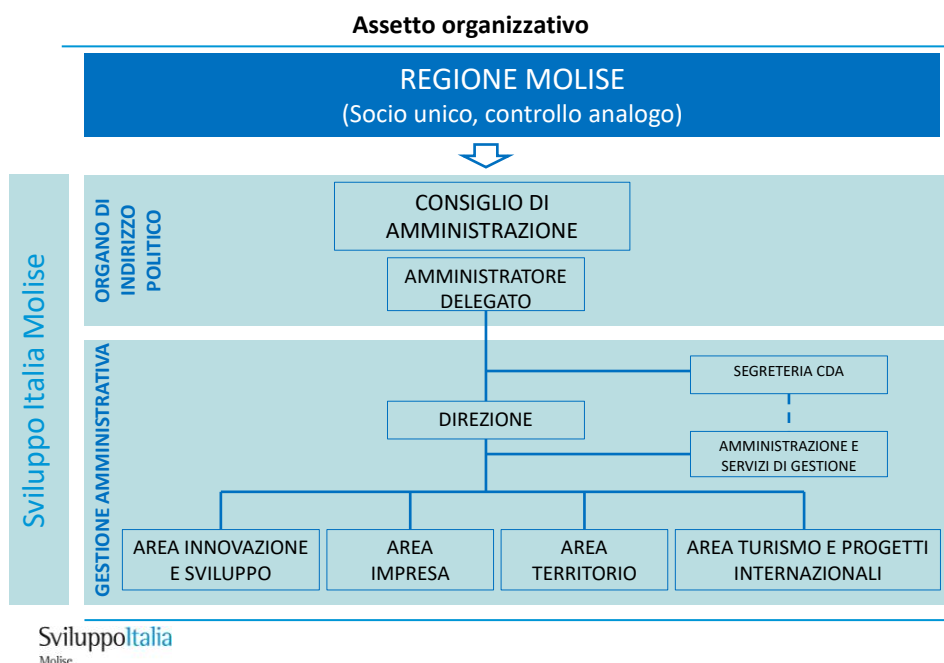 Assetto organizzativo
REGIONE MOLISE
(Socio unico, controllo analogo)
Sviluppo Italia Molise
ORGANO DI
INDIRIZZO
POLITICO
CONSIGLIO DI
AMMINISTRAZIONE
AMMINISTRATORE
DELEGATO
GESTIONE AMMINISTRATIVA
SEGRETERIA CDA
DIREZIONE
AMMINISTRAZIONE E
SERVIZI DI GESTIONE
AREA INNOVAZIONE
E SVILUPPO
AREA
IMPRESA
AREA
TERRITORIO
AREA TURISMO E PROGETTI
INTERNAZIONALI
SviluppoItalia
Molise